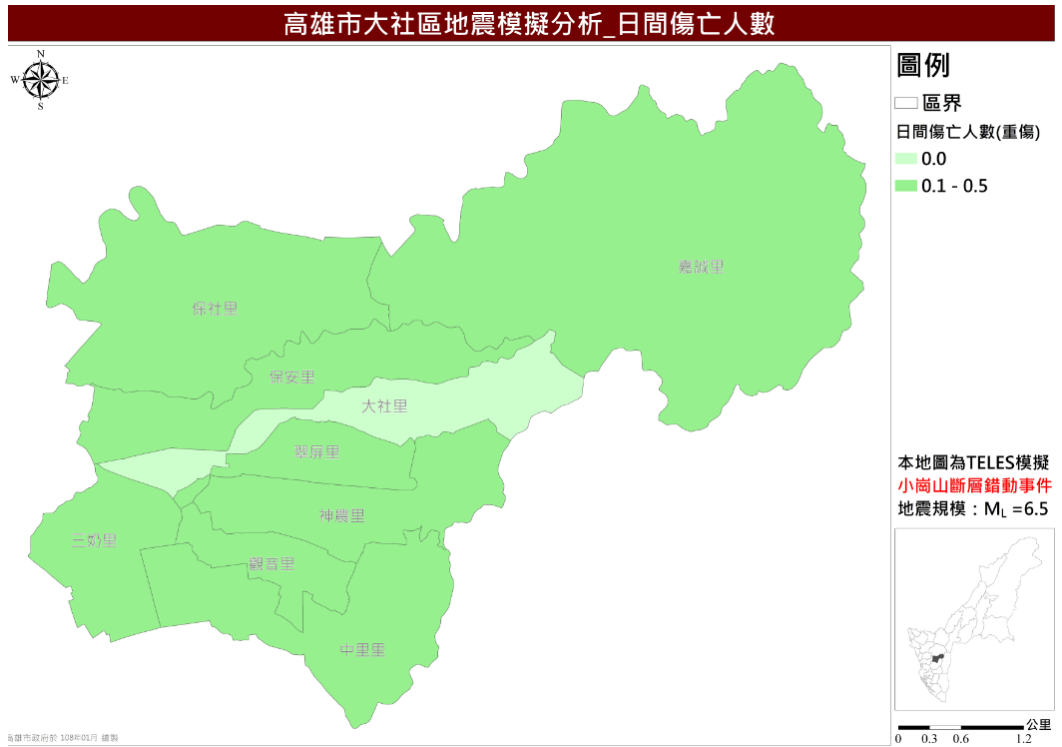 高雄市大社區地震模擬分析_日間傷亡人數
N
W E
S
圖例
區界
日間傷亡人數(重傷)
0.0
0.1 - 0.5
嘉誠里
保社里
保安里
大社里
翠屏里
神農里
三奶里
觀音里
中里里
本地圖為TELES模擬
小崗山斷層錯動事件
地震規模：ML =6.5
公里
0 0.3 0.6 1.2
高雄市政府於 108年01月 繪製